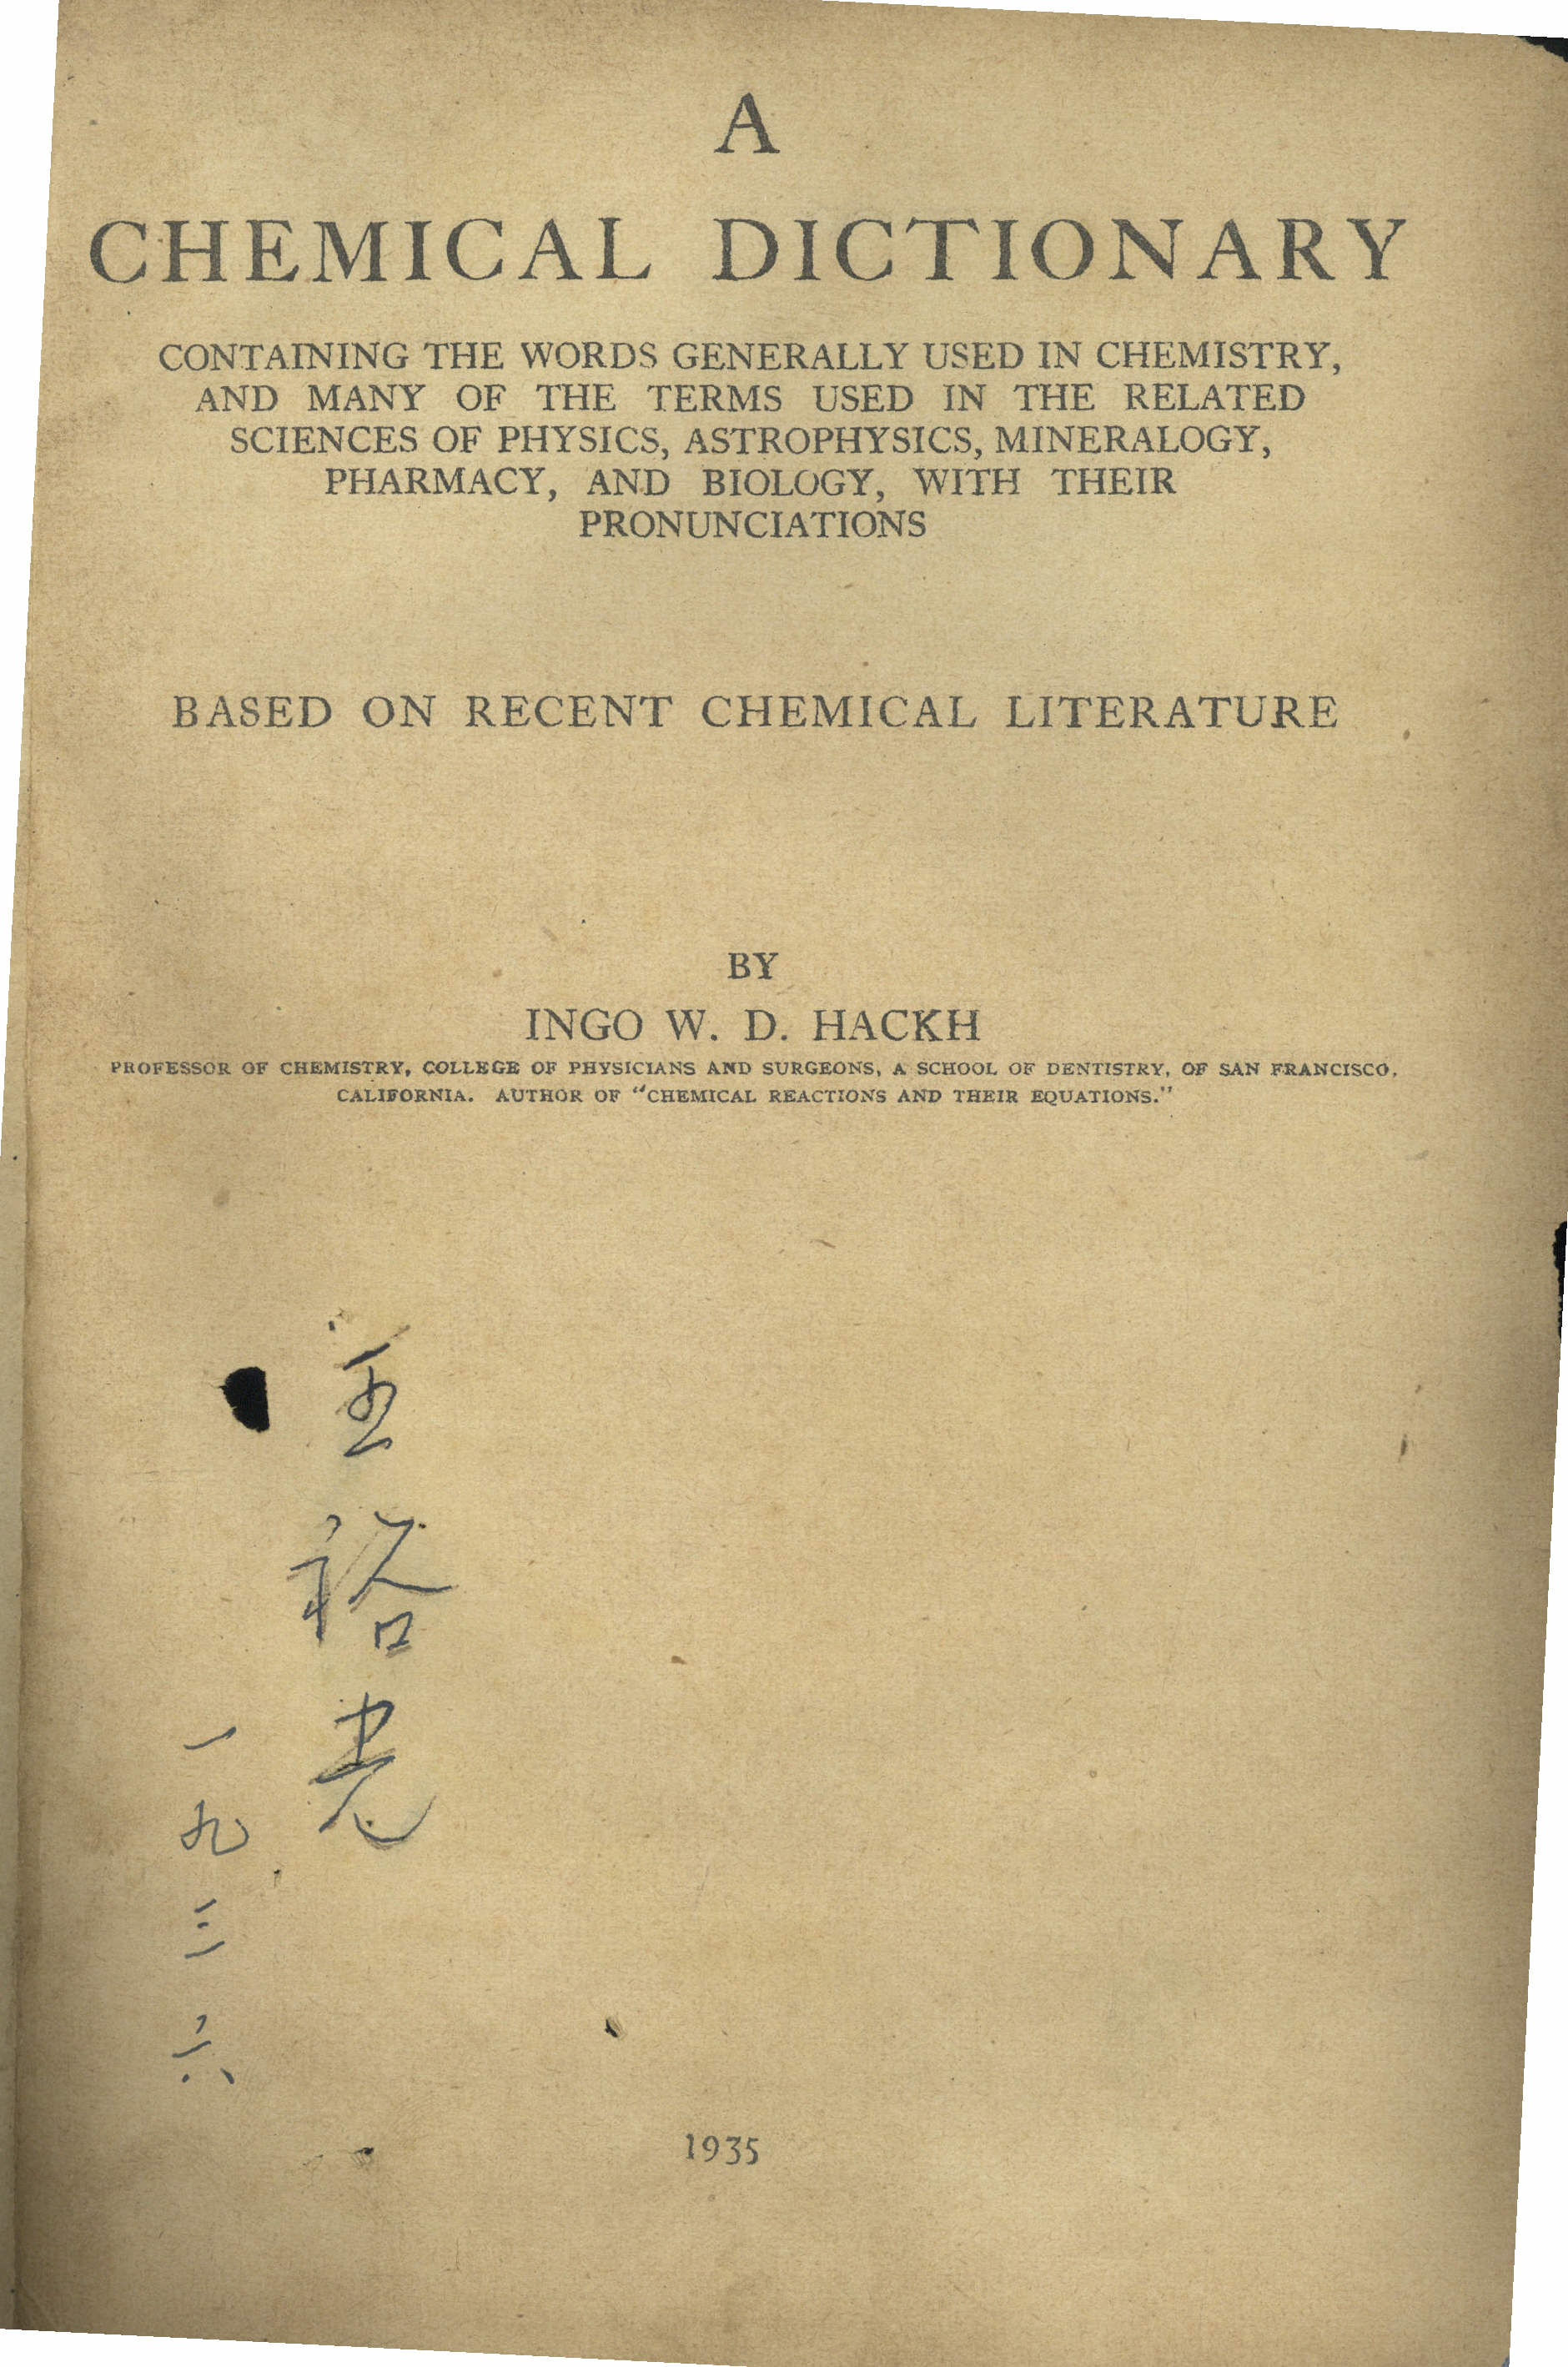 A
CHEMICAL DICTIONARY
CONTAINING THE WORDS GENERALLY USED IN CHEMISTRY,
AND MANY OF THE TERMS USED IN THE RELATED
SCIENCES OF PHYSICS, ASTROPHYSICS, MINERALOGY,
PHARMACY, AND BIOLOGY, WITH THEIR
PRONUNCIATIONS
BASED ON RECENT CHEMICAL LITERATURE
BY
INGO W. D. HACKH
PROFESSOR OF CHEMISTRY, COLLEGE OF PHYSICIANS AND SURGEONS, A SCHOOL OF DENTISTRY, OF SAN FRANCISCO,
CALIFORNIA. AUTHOR OF "CHEMICAL REACTIONS AND THEIR EQUATIONS."
一九三六
1935